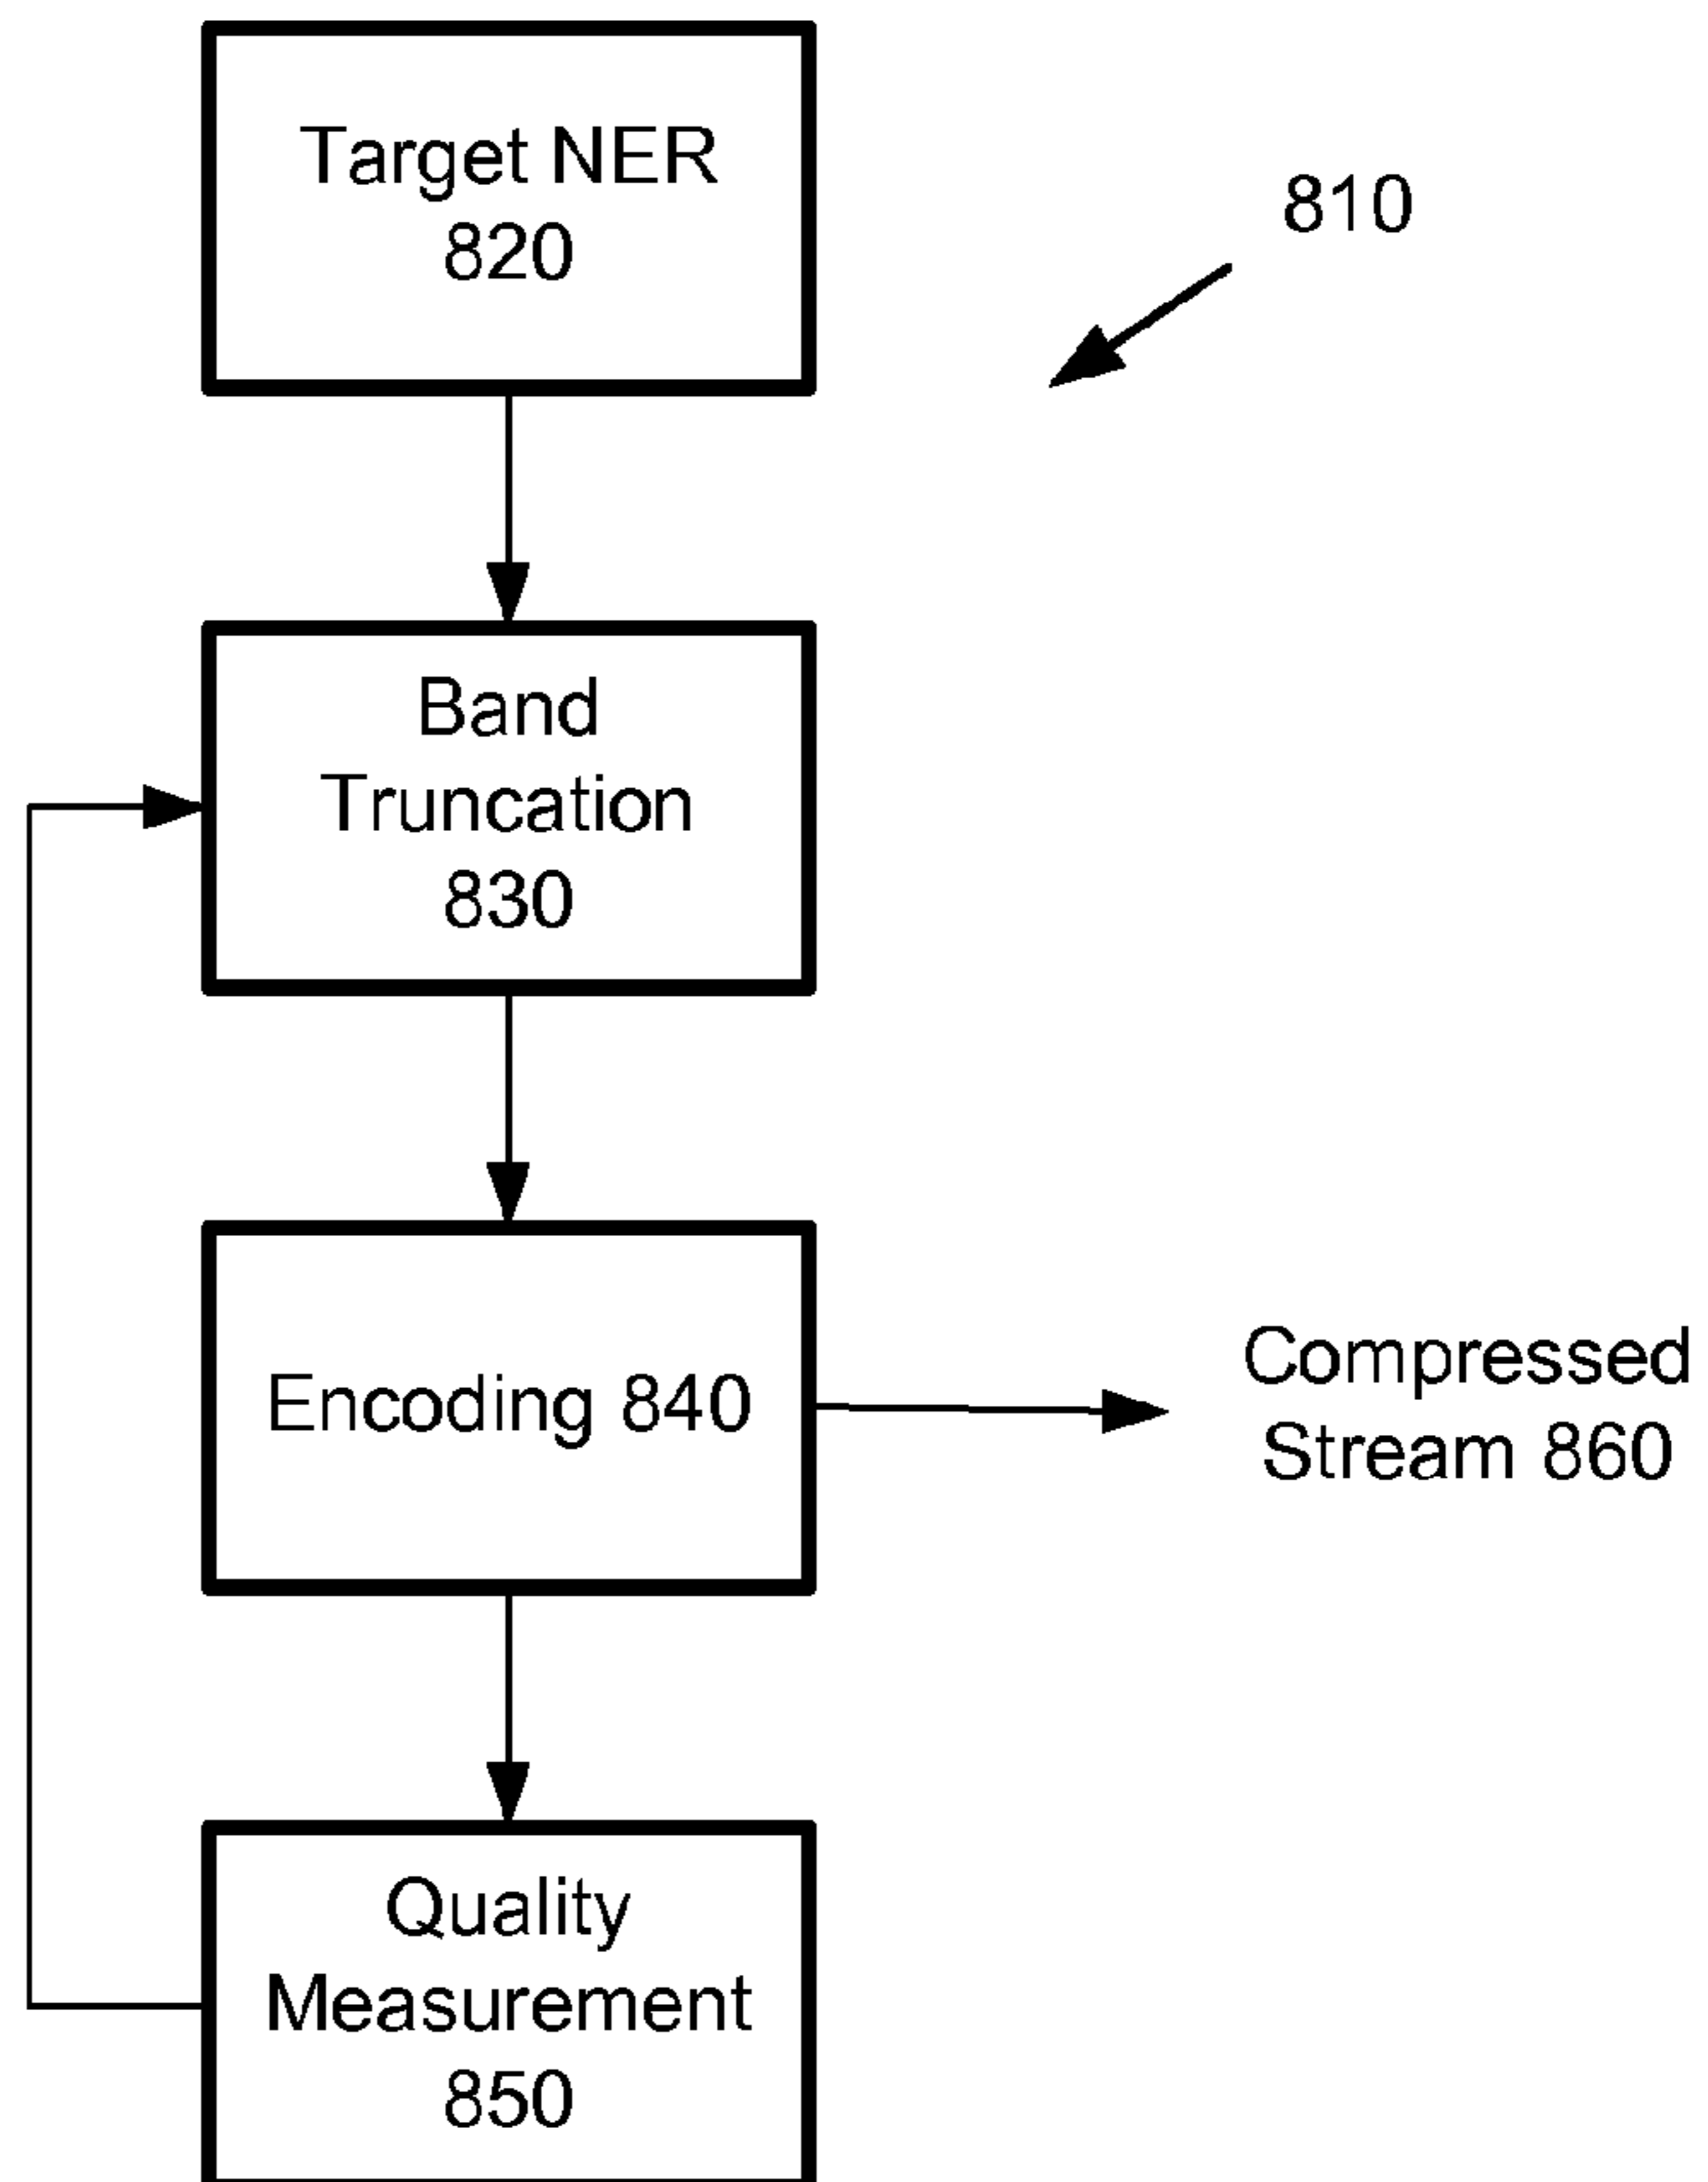 Target NER
820
810
Band
Truncation
830
Encoding 840
Compressed
Stream 860
Quality
Measurement
850